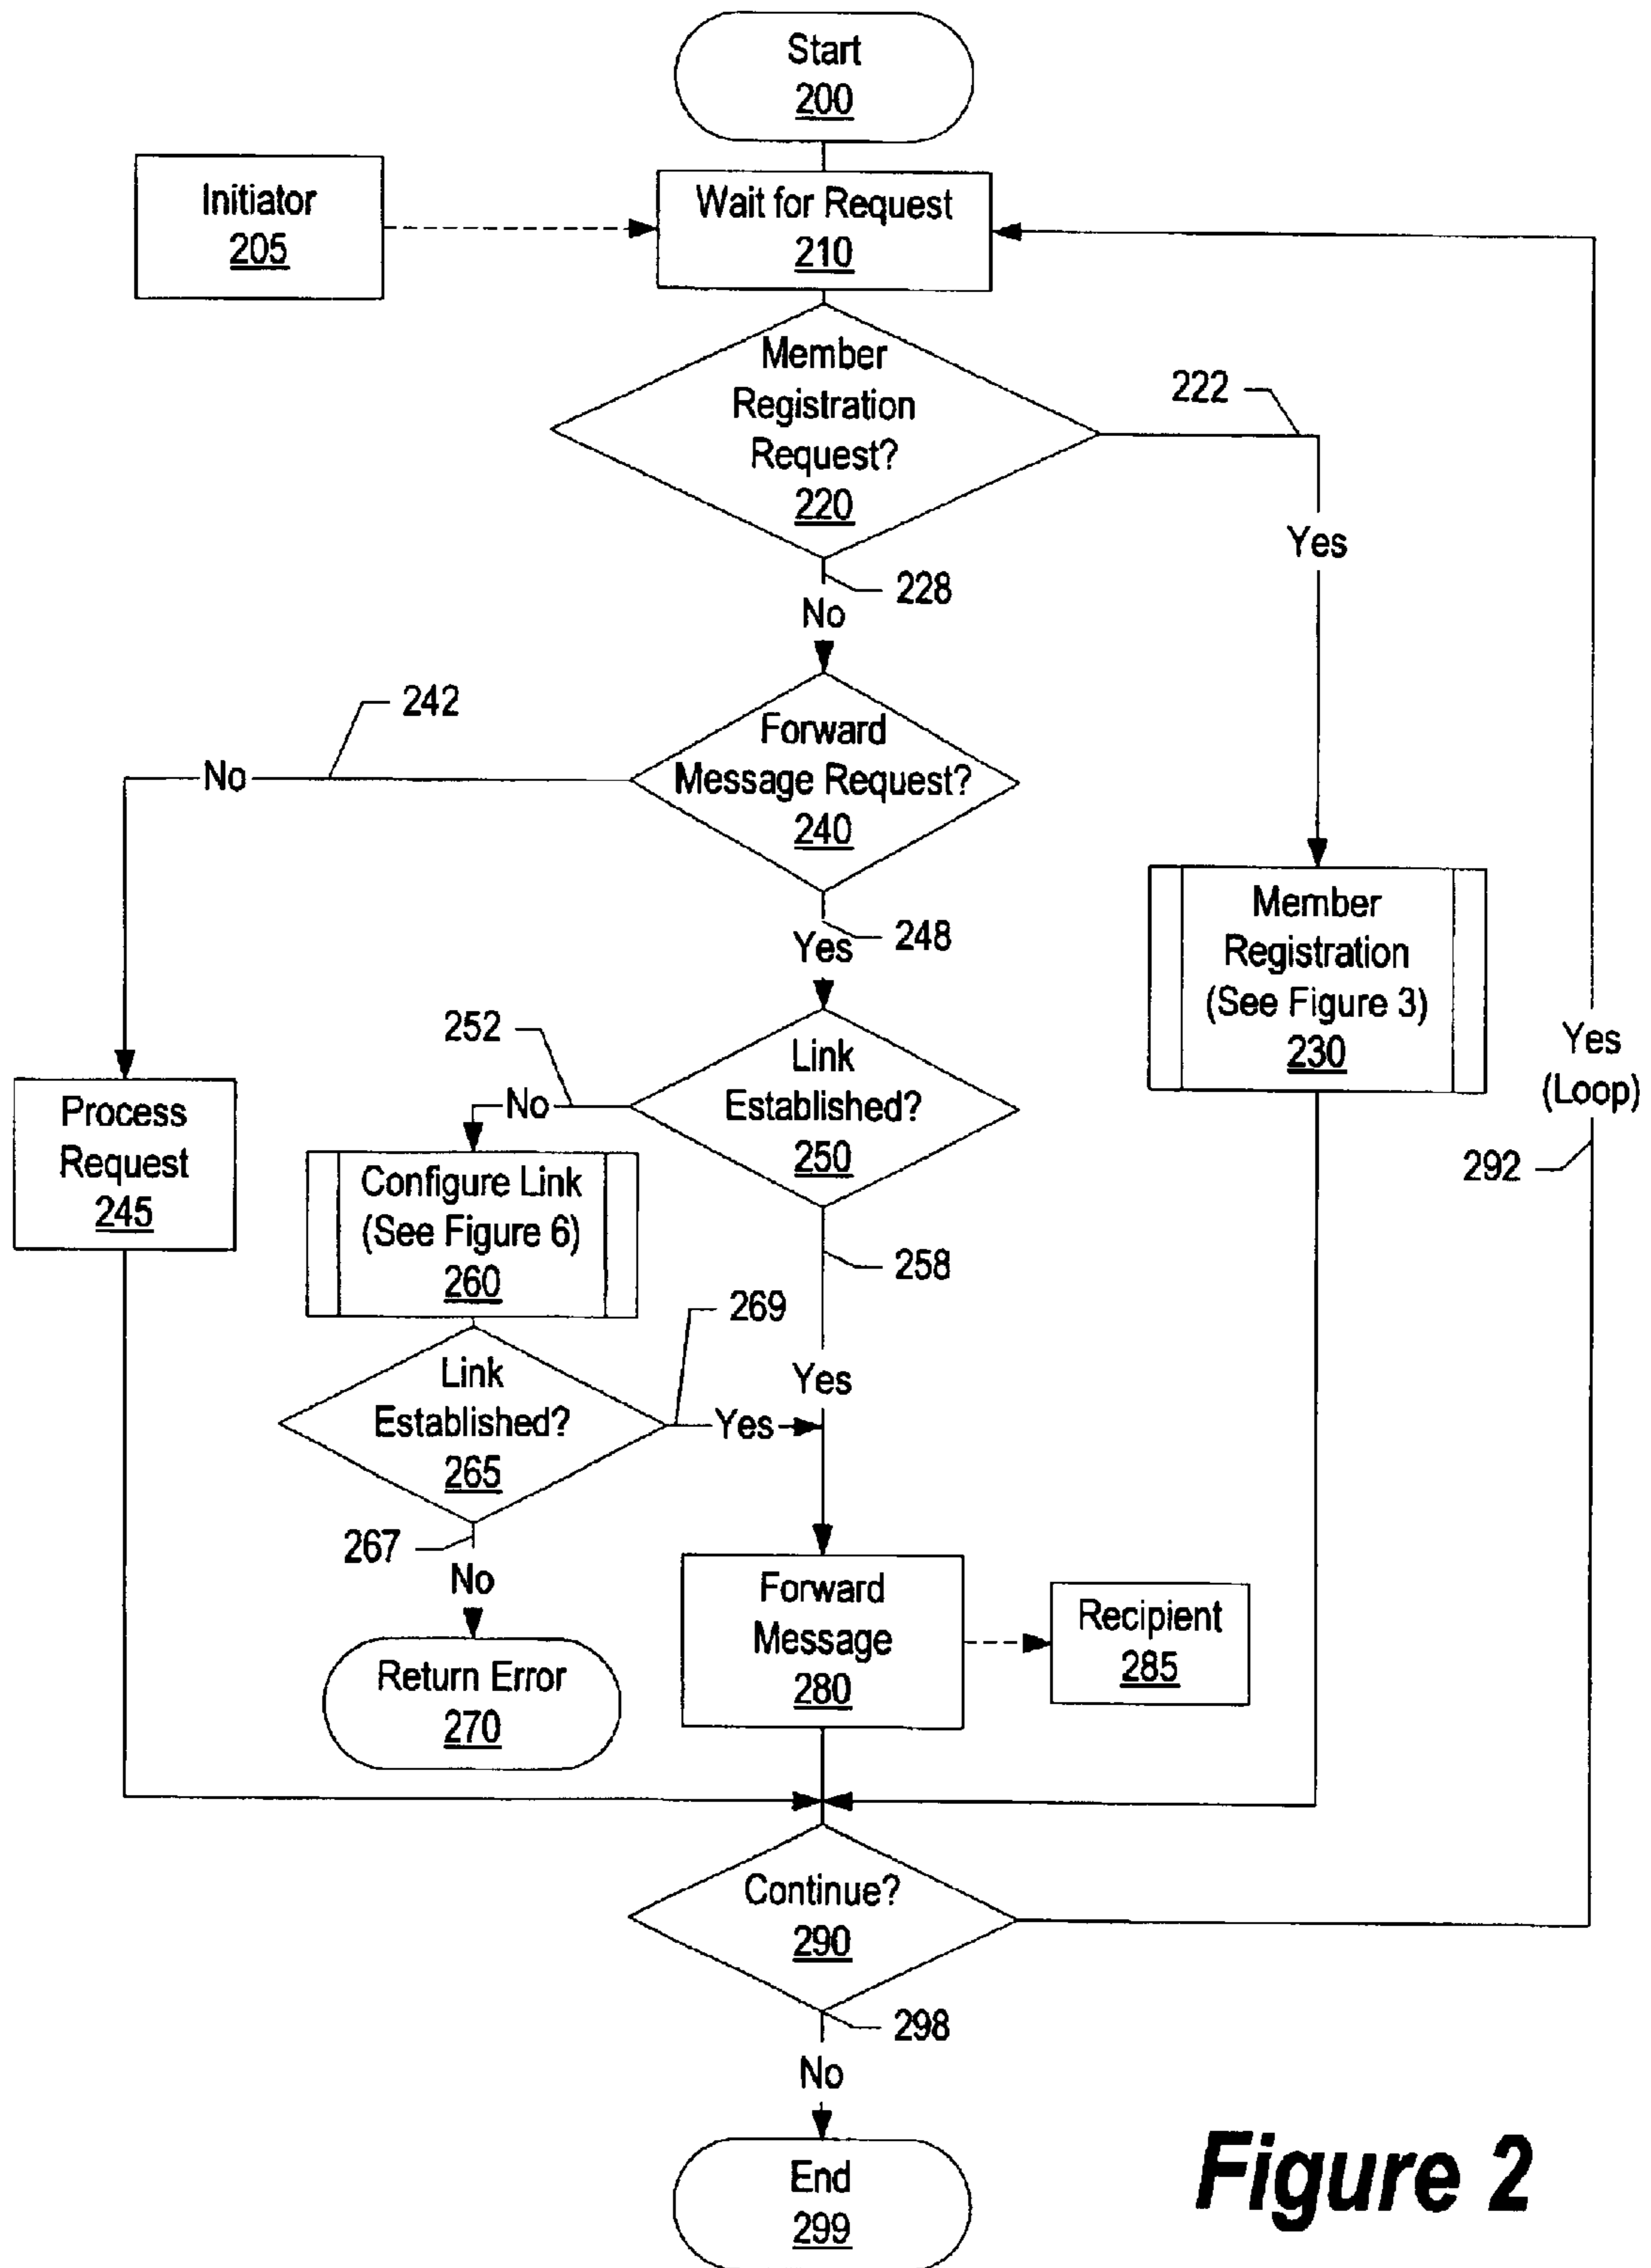 Start
200
Initiator
205
Wait for Request
210
Member
Registration
Request?
220
222
Yes
228
No
242
No
Forward
Message Request?
240
248
Yes
Member
Registration
(See Figure 3)
230
Yes
(Loop)
292
252
No
Link
Established?
250
Process
Request
245
Configure Link
(See Figure 6)
260
258
Yes
269
Link
Established?
265
Yes
267
No
Return Error
270
Forward
Message
280
Recipient
285
Continue?
290
298
No
End
299
Figure 2